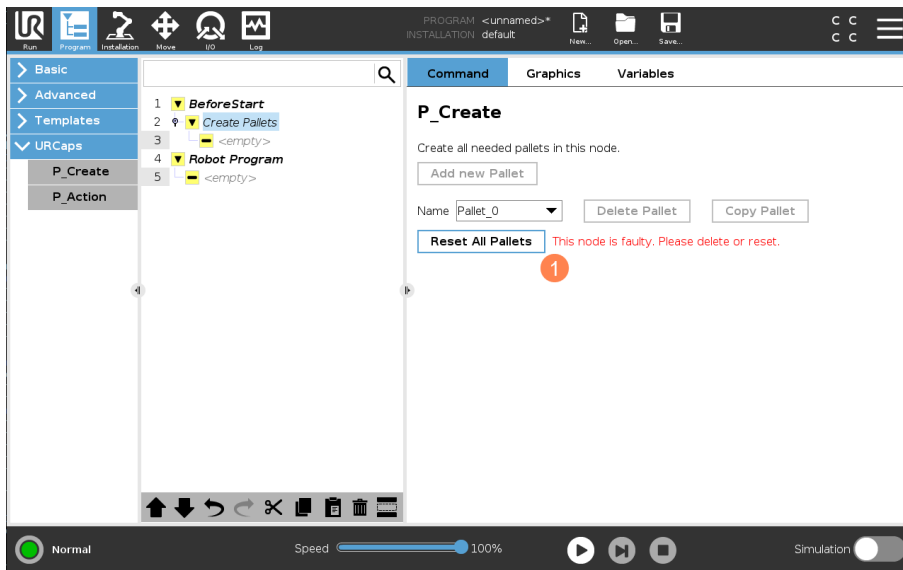 PROGRAM <unnamed>*
INSTALLATION default
UR
Run
Program
Installation
Move
I/O
Log
New...
Open...
Save...
C C
C C
Basic
Advanced
Templates
URCaps
P_Create
P_Action
1 BeforeStart
2 Create Pallets
3 <empty>
4 Robot Program
5 <empty>
Command Graphics Variables
P_Create
Create all needed pallets in this node.
Add new Pallet
Name Pallet_0 Delete Pallet Copy Pallet
Reset All Pallets This node is faulty. Please delete or reset.
1
Normal Speed 100% Simulation